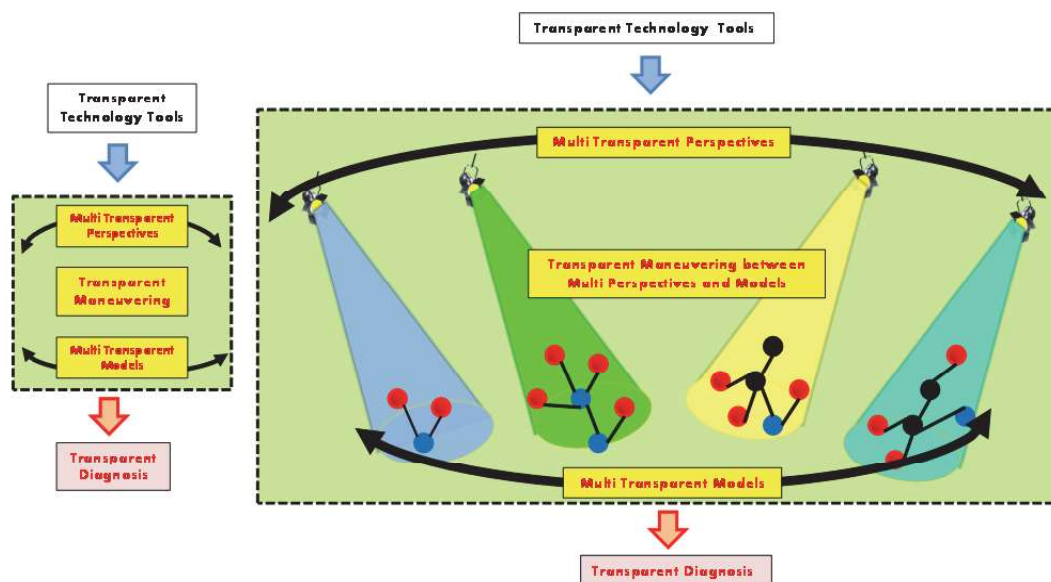 Transparent
Technology Tools
Multi Transparent
Perspectives
Transparent
Maneuvering
Multi Transparent
Models
Transparent
Diagnosis
Transparent Technology Tools
Multi Transparent Perspectives
Transparent Maneuvering between
Multi Perspectives and Models
Multi Transparent Models
Transparent Diagnosis